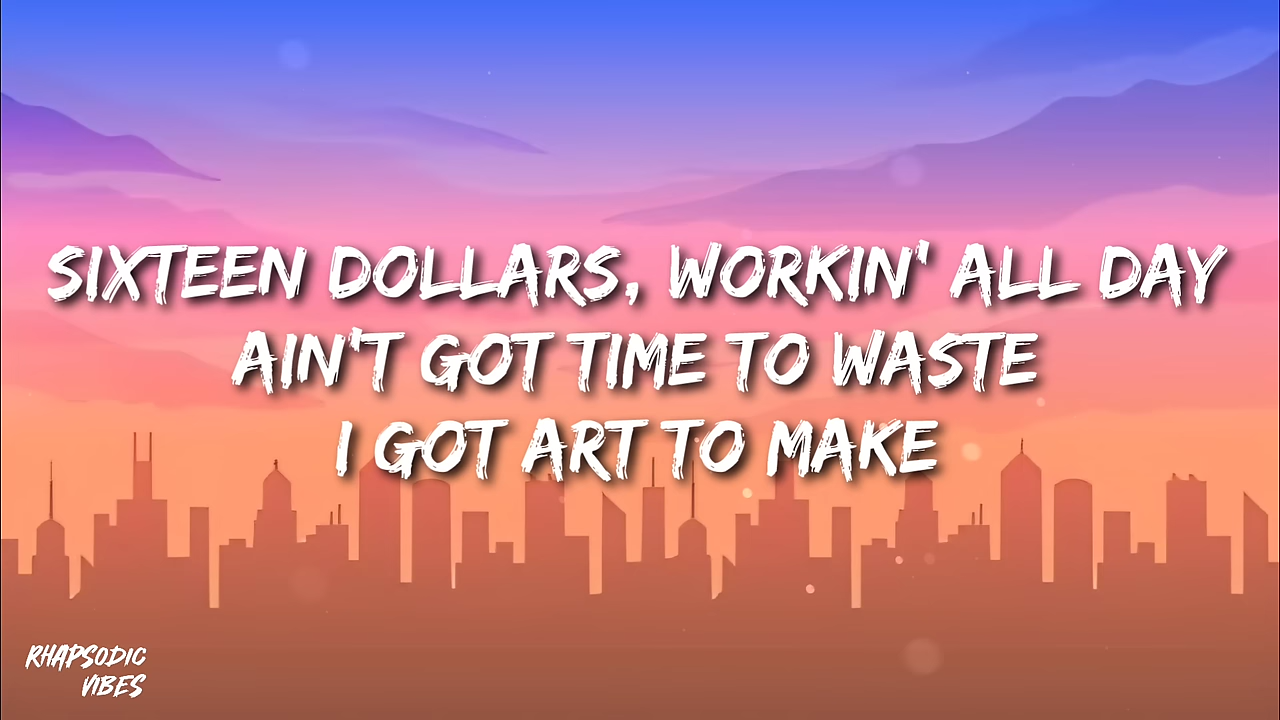 SIXTEEN DOLLARS, WORKIN' ALL DAY
AIN'T GOT TIME TO WASTE
I GOT ART TO MAKE
RHAPSODIC
VIBES